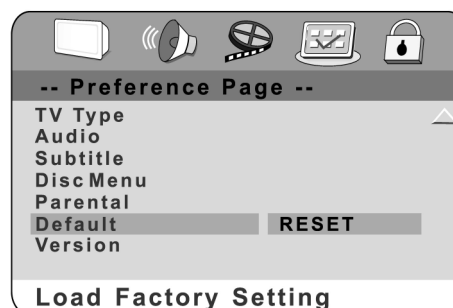 -- Preference Page --
TV Type
Audio
Subtitle
Disc Menu
Parental
Default RESET
Version
Load Factory Setting